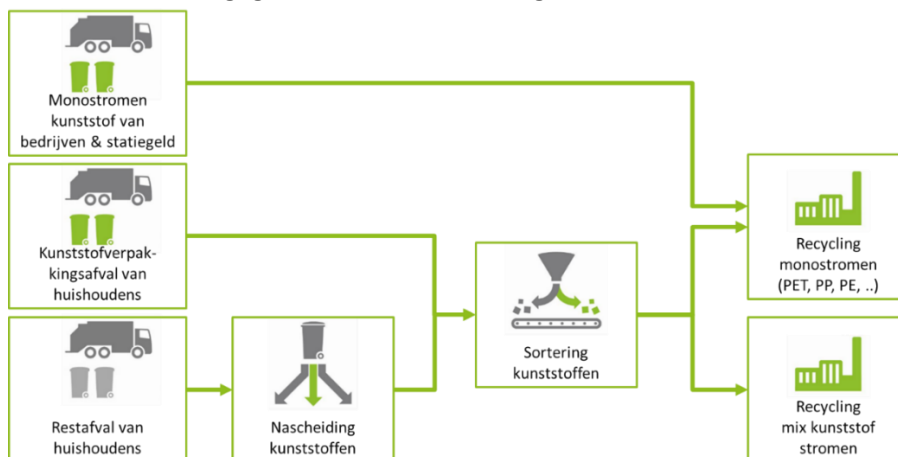 Monostromen
kunststof van
bedrijven & statiegeld
Kunststofverpak-
kingsafval van
huishoudens
Restafval van
huishoudens
Nascheiding
kunststoffen
Sortering
kunststoffen
Recycling
monostromen
(PET, PP, PE, ..)
Recycling
mix kunststof
stromen